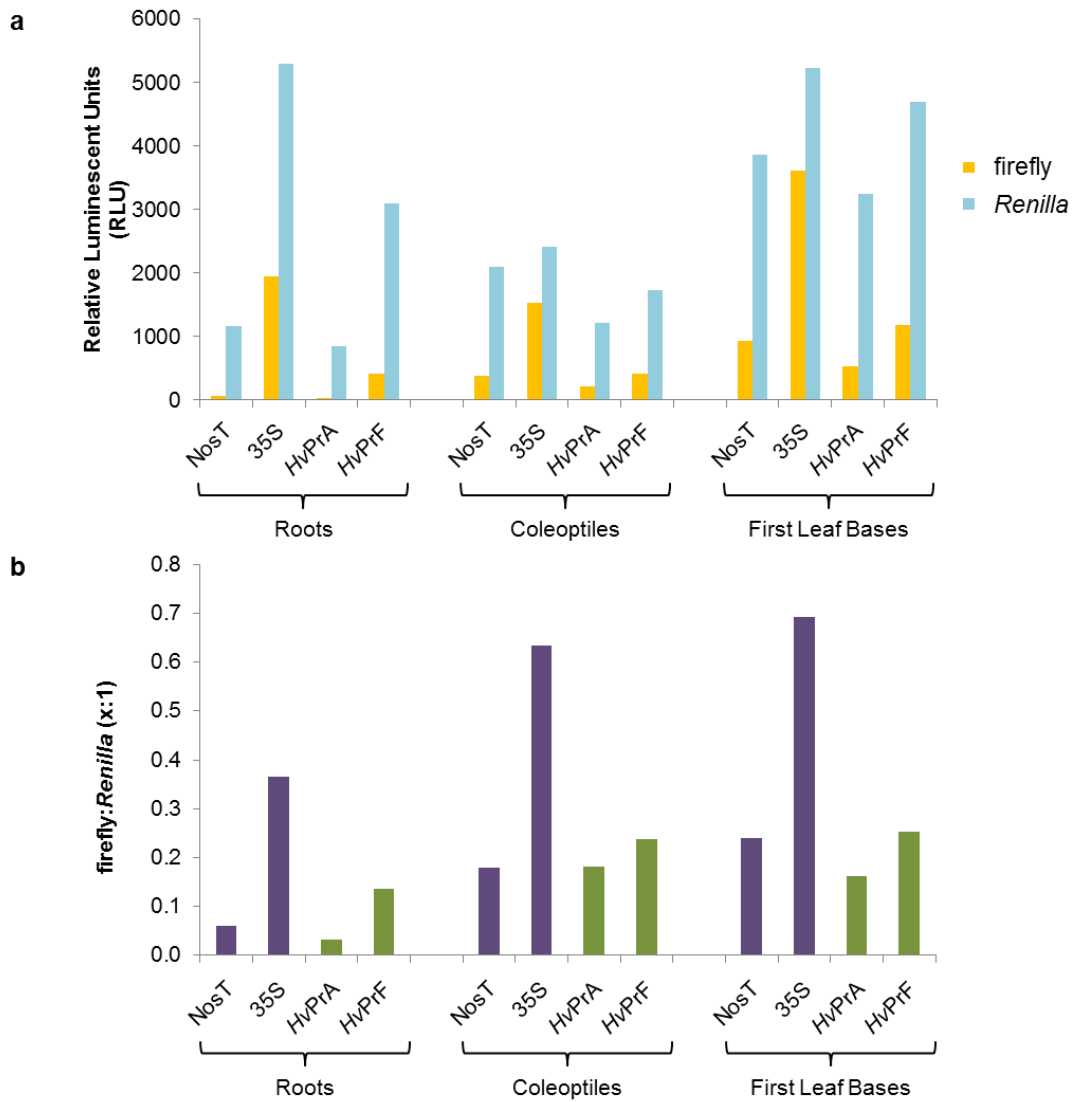 a
Relative Luminescent Units
(RLU)
6000
5000
4000
3000
2000
1000
0
firefly
Renilla
NosT 35S HvPrA HvPrF NosT 35S HvPrA HvPrF NosT 35S HvPrA HvPrF
Roots Coleoptiles First Leaf Bases
b
firefly:Renilla (x:1)
0.8
0.7
0.6
0.5
0.4
0.3
0.2
0.1
0.0
NosT 35S HvPrA HvPrF NosT 35S HvPrA HvPrF NosT 35S HvPrA HvPrF
Roots Coleoptiles First Leaf Bases